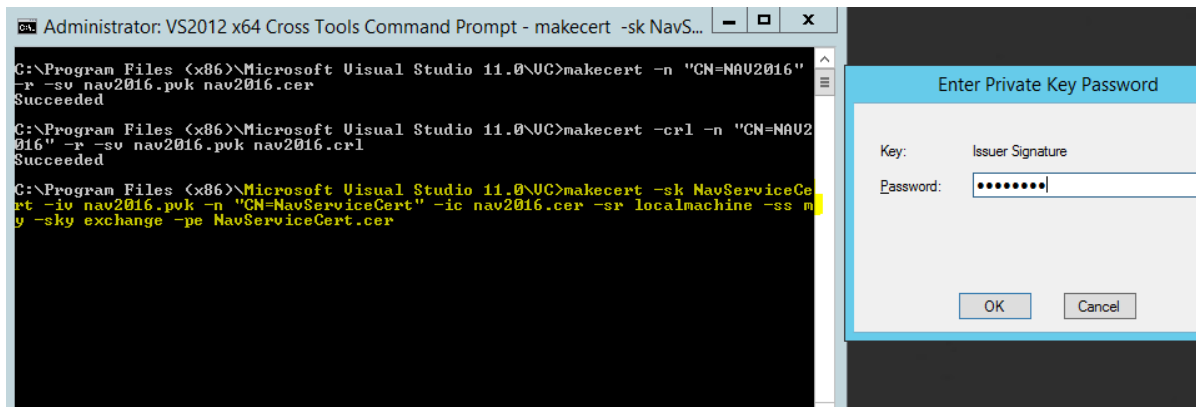 Administrator: VS2012 x64 Cross Tools Command Prompt - makecert -sk NavS...
C:\Program Files (x86)\Microsoft Visual Studio 11.0\VC>makecert -n "CN=NAV2016"
-r -sv nav2016.pvk nav2016.cer
Succeeded
C:\Program Files (x86)\Microsoft Visual Studio 11.0\VC>makecert -crl -n "CN=NAV2
016" -r -sv nav2016.pvk nav2016.crl
Succeeded
C:\Program Files (x86)\Microsoft Visual Studio 11.0\VC>makecert -sk NavServiceCe
rt -iv nav2016.pvk -n "CN=NavServiceCert" -ic nav2016.cer -sr localmachine -ss m
y -sky exchange -pe NavServiceCert.cer
Enter Private Key Password
Key: Issuer Signature
Password: ●●●●●●●●
OK Cancel